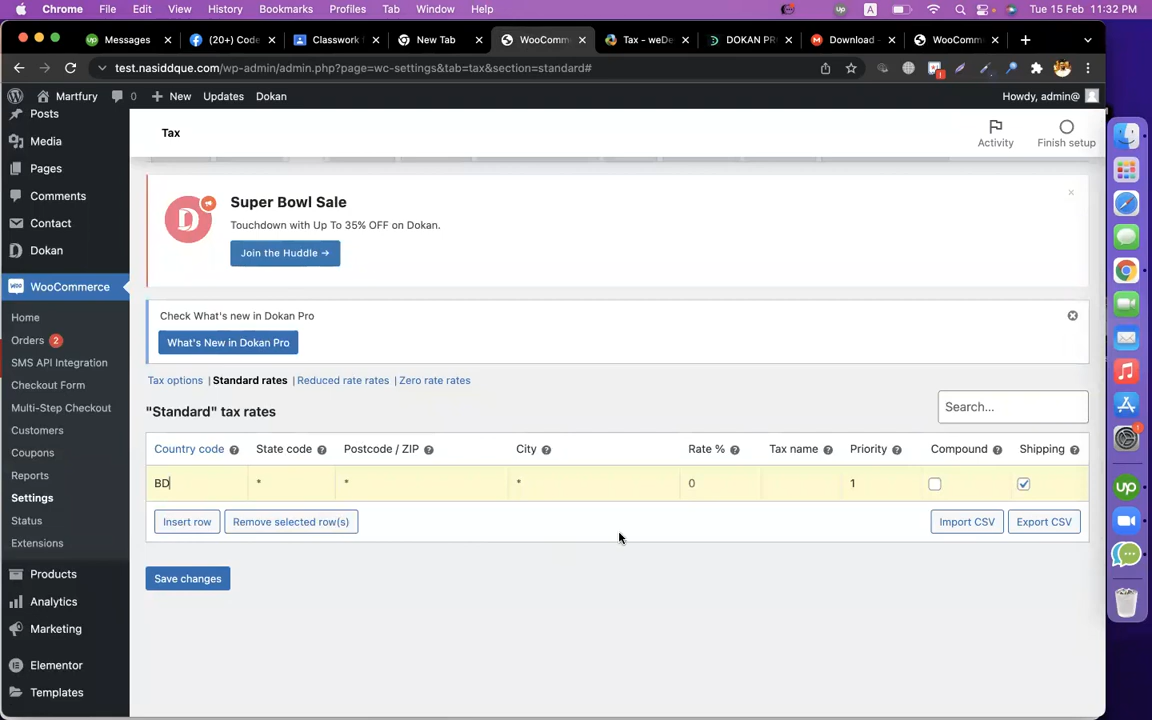 Chrome File Edit View History Bookmarks Profiles Tab Window Help A Tue 15 Feb 11:32 PM
Messages (20+) Code Classwork New Tab WooComm Tax - weDe DOKAN PR Download - WooComm
test.nasiddque.com/wp-admin/admin.php?page=wc-settings&tab=tax&section=standard#
Martfury 0 New Updates Dokan Howdy, admin@
Posts
Media
Pages
Comments
Contact
Dokan
WooCommerce
Home
Orders 2
SMS API Integration
Checkout Form
Multi-Step Checkout
Customers
Coupons
Reports
Settings
Status
Extensions
Products
Analytics
Marketing
Elementor
Templates
Tax
Activity
Finish setup
Super Bowl Sale
Touchdown with Up To 35% OFF on Dokan.
Join the Huddle →
Check What's new in Dokan Pro
What's New in Dokan Pro
Tax options | Standard rates | Reduced rate rates | Zero rate rates
"Standard" tax rates
Search...
Country code State code Postcode / ZIP City Rate % Tax name Priority Compound Shipping
BD * * * 0 1
Insert row Remove selected row(s) Import CSV Export CSV
Save changes